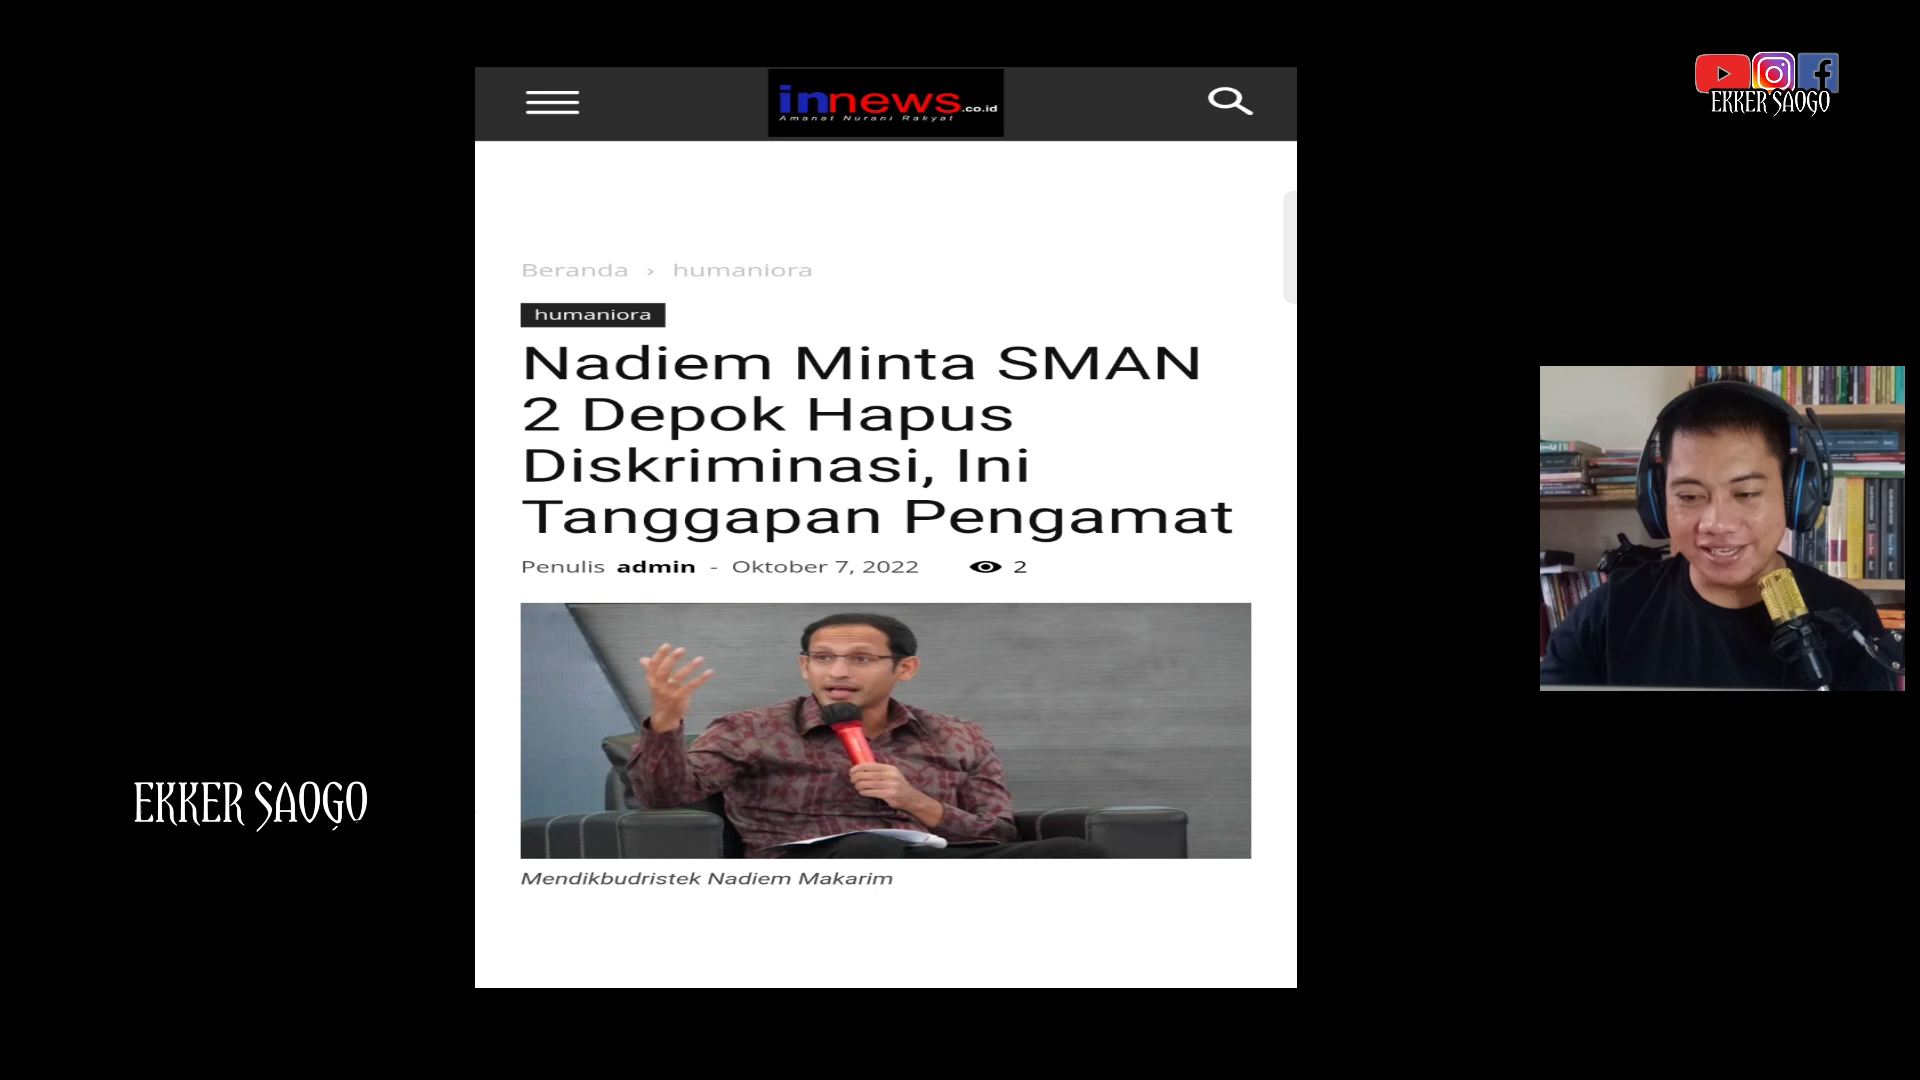 innews.co.id
Amanat Nurani Rakyat
EKKER SAOGO
Beranda › humaniora
humaniora
Nadiem Minta SMAN
2 Depok Hapus
Diskriminasi, Ini
Tanggapan Pengamat
Penulis admin - Oktober 7, 2022 2
Mendikbudristek Nadiem Makarim
EKKER SAOGO